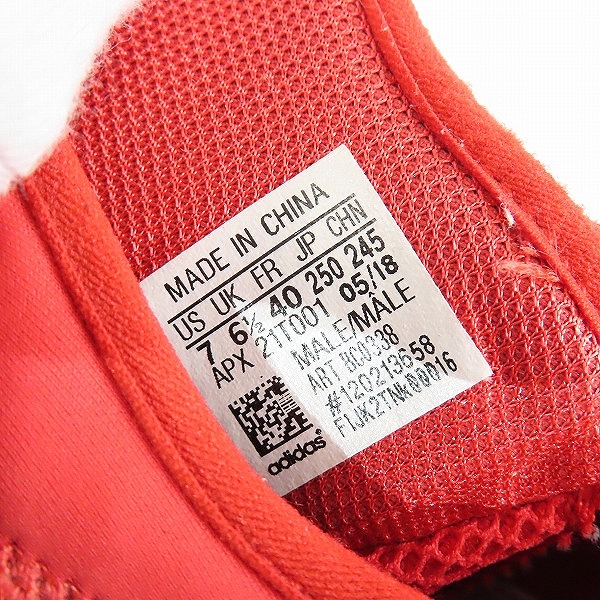 MADE IN CHINA
US UK FR JP CHN
7 6½ 40 250 245
APX 21T001 05/18
MALE/MÂLE
ART BC0338
#120213658
F1JK2TNK00016
adidas